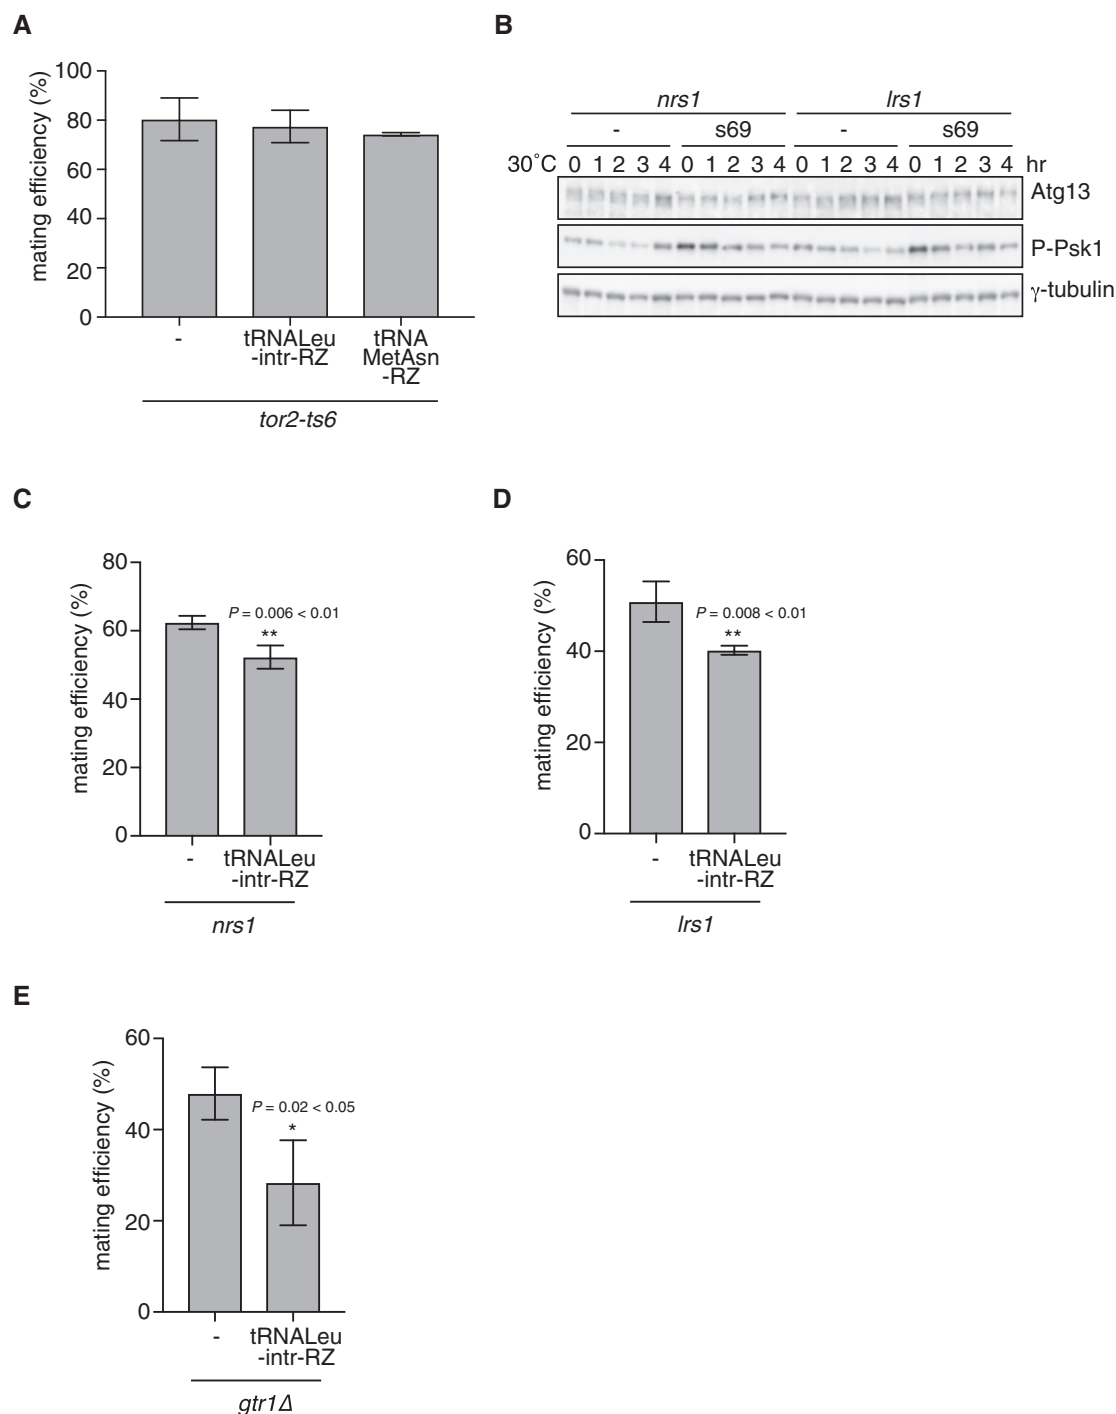 A
mating efficiency (%)
100
80
60
40
20
0
-
tRNALeu
-intr-RZ
tRNA
MetAsn
-RZ
tor2-ts6
B
nrs1
lrs1
-
s69
-
s69
30˚C 0 1 2 3 4 0 1 2 3 4 0 1 2 3 4 0 1 2 3 4 hr
Atg13
P-Psk1
γ-tubulin
C
mating efficiency (%)
80
60
40
20
0
P = 0.006 < 0.01
**
-
tRNALeu
-intr-RZ
nrs1
D
mating efficiency (%)
60
40
20
0
P = 0.008 < 0.01
**
-
tRNALeu
-intr-RZ
lrs1
E
mating efficiency (%)
60
40
20
0
P = 0.02 < 0.05
*
-
tRNALeu
-intr-RZ
gtr1Δ